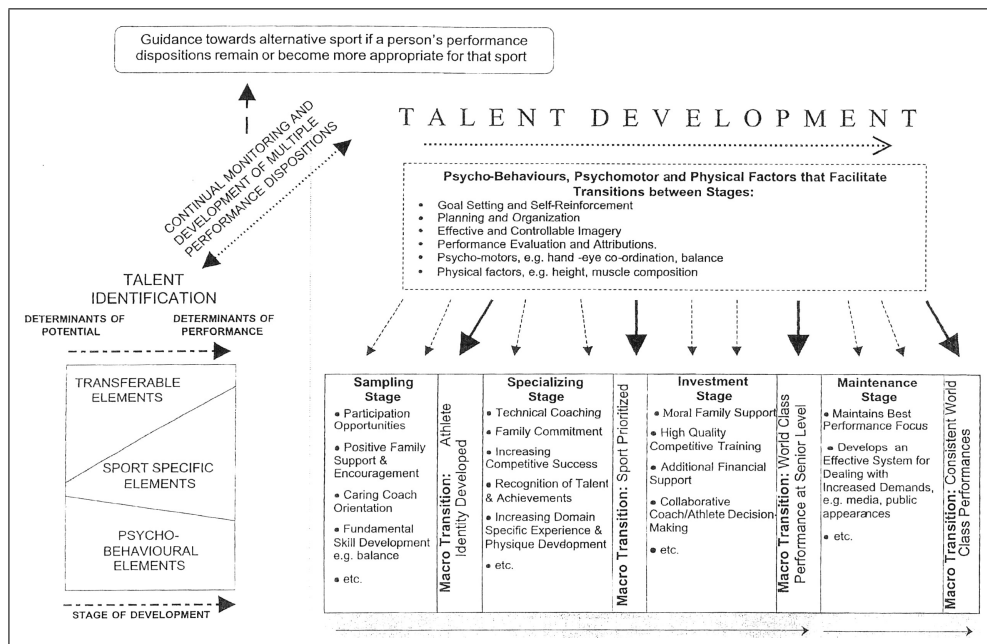 Guidance towards alternative sport if a person's performance
dispositions remain or become more appropriate for that sport
CONTINUAL MONITORING AND
DEVELOPMENT OF MULTIPLE
PERFORMANCE DISPOSITIONS
TALENT DEVELOPMENT
Psycho-Behaviours, Psychomotor and Physical Factors that Facilitate
Transitions between Stages:
• Goal Setting and Self-Reinforcement
• Planning and Organization
• Effective and Controllable Imagery
• Performance Evaluation and Attributions.
• Psycho-motors, e.g. hand -eye co-ordination, balance
• Physical factors, e.g. height, muscle composition
TALENT
IDENTIFICATION
DETERMINANTS OF
POTENTIAL
DETERMINANTS OF
PERFORMANCE
TRANSFERABLE
ELEMENTS
SPORT SPECIFIC
ELEMENTS
PSYCHO-
BEHAVIOURAL
ELEMENTS
STAGE OF DEVELOPMENT
Sampling
Stage
• Participation
Opportunities
• Positive Family
Support &
Encouragement
• Caring Coach
Orientation
• Fundamental
Skill Development
e.g. balance
• etc.
Macro Transition: Athlete
Identity Developed
Specializing
Stage
• Technical Coaching
• Family Commitment
• Increasing
Competitive Success
• Recognition of Talent
& Achievements
• Increasing Domain
Specific Experience &
Physique Devdopment
• etc.
Macro Transition: Sport Prioritized
Investment
Stage
• Moral Family Support
• High Quality
Competitive Training
• Additional Financial
Support
• Collaborative
Coach/Athlete Decision-
Making
• etc.
Macro Transition: World Class
Performance at Senior Level
Maintenance
Stage
• Maintains Best
Performance Focus
• Develops an
Effective System for
Dealing with
Increased Demands,
e.g. media, public
appearances
• etc.
Macro Transition: Consistent World
Class Performances